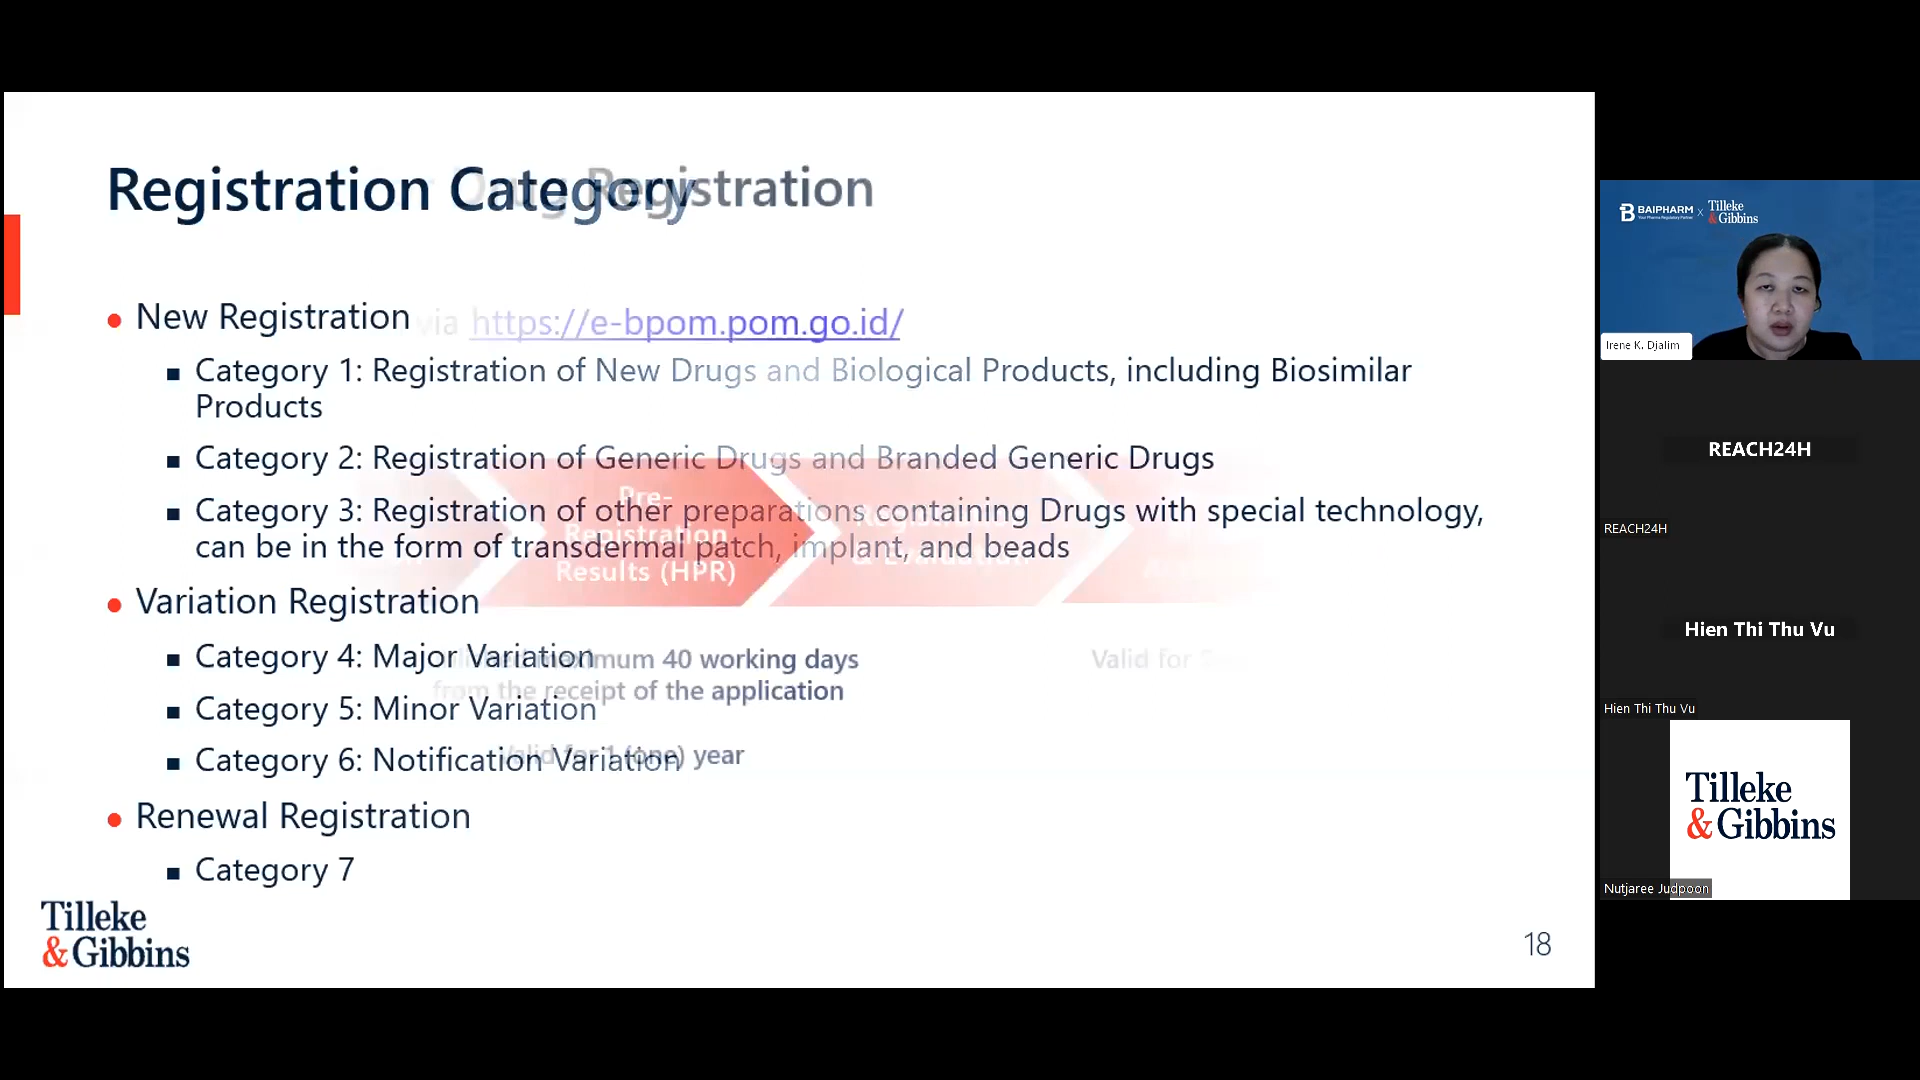 Registration Category
Registration
New Registration
via https://e-bpom.pom.go.id/
Category 1: Registration of New Drugs and Biological Products, including Biosimilar
Products
Category 2: Registration of Generic Drugs and Branded Generic Drugs
Category 3: Registration of other preparations containing Drugs with special technology,
can be in the form of transdermal patch, implant, and beads
Pre-
Registration
Results (HPR)
Variation Registration
Category 4: Major Variation
maximum 40 working days
from the receipt of the application
Valid for
Category 5: Minor Variation
Category 6: Notification Variation
Valid for 1 (one) year
Renewal Registration
Category 7
Tilleke
& Gibbins
18
BAIPHARM x Tilleke
& Gibbins
Irene K. Djalim
REACH24H
REACH24H
Hien Thi Thu Vu
Hien Thi Thu Vu
Tilleke
& Gibbins
Nutjaree Judpoon